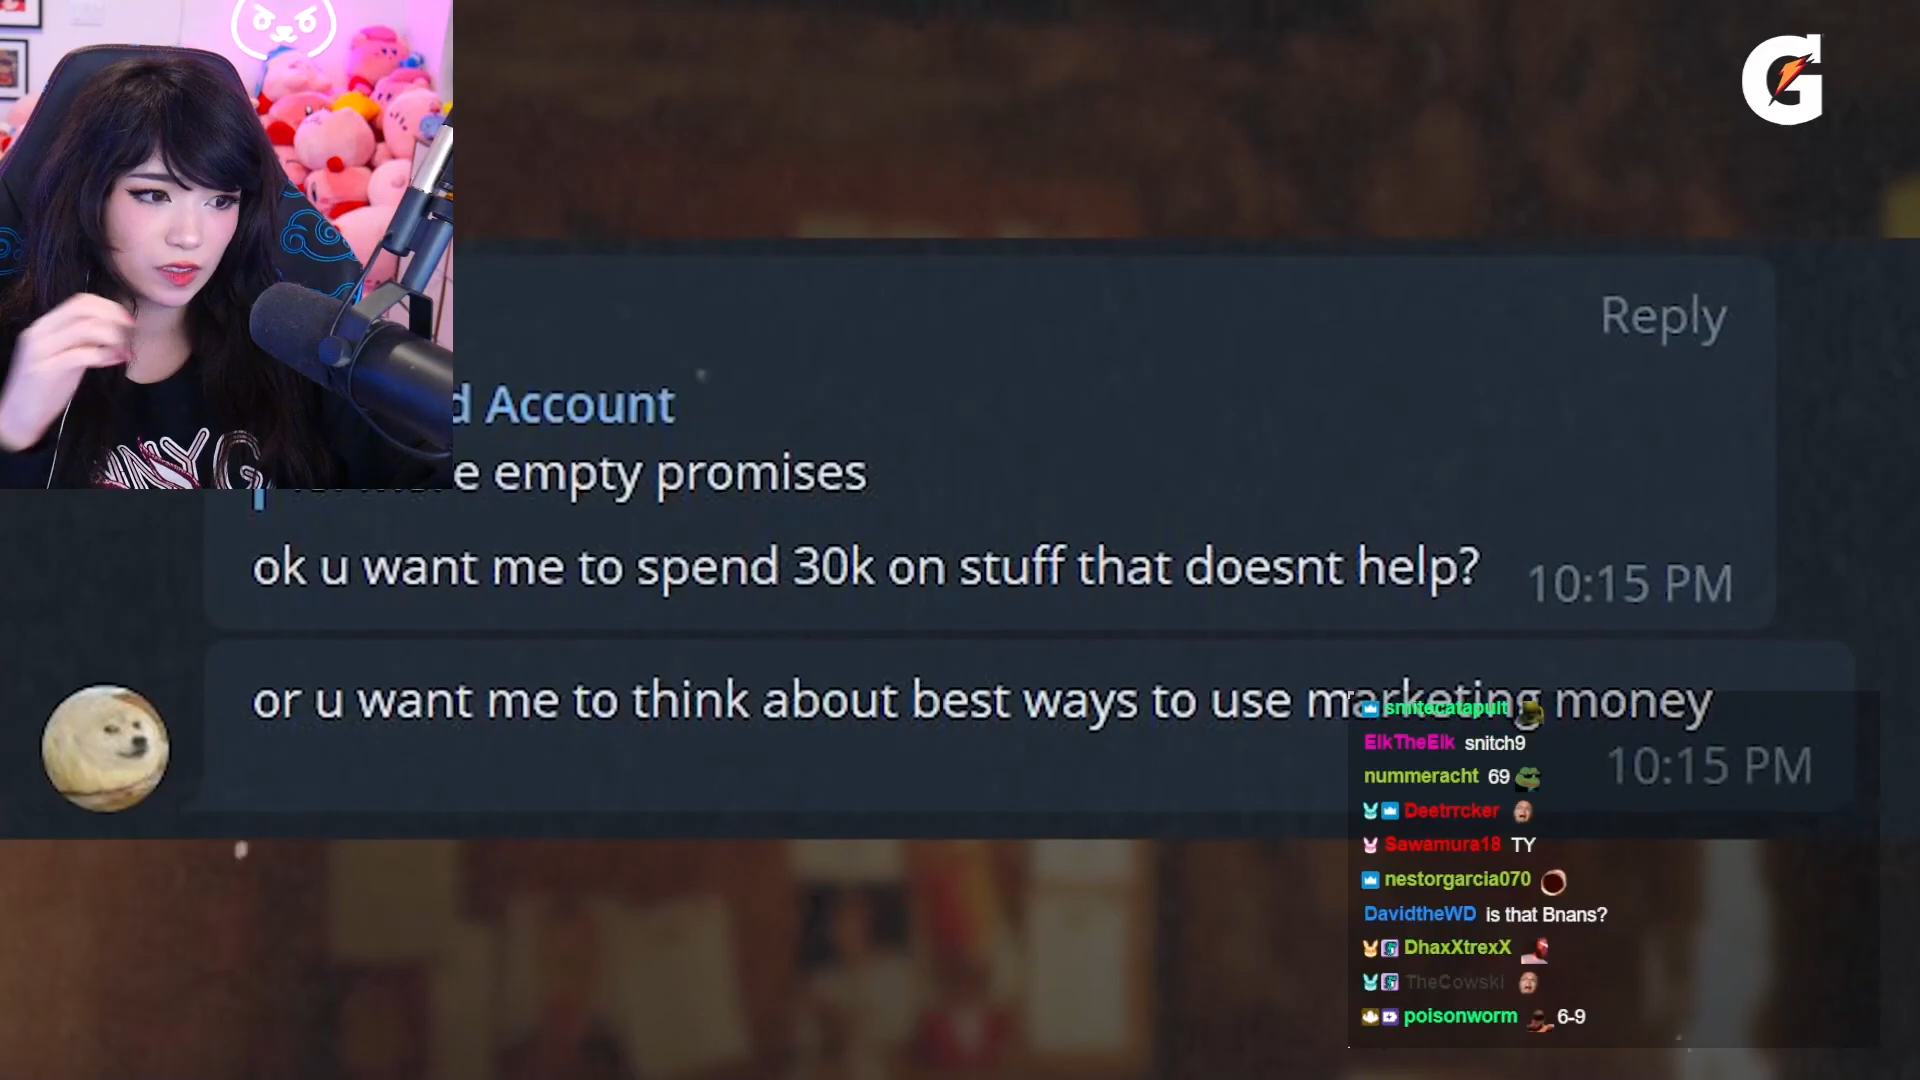 Reply
d Account
e empty promises
ok u want me to spend 30k on stuff that doesnt help?
10:15 PM
or u want me to think about best ways to use marketing money
10:15 PM
smitecatapult
ElkTheElk snitch9
nummeracht 69
Deetrrcker
Sawamura18 TY
nestorgarcia070
DavidtheWD is that Bnans?
DhaxXtrexX
TheCowski
poisonworm 6-9
G